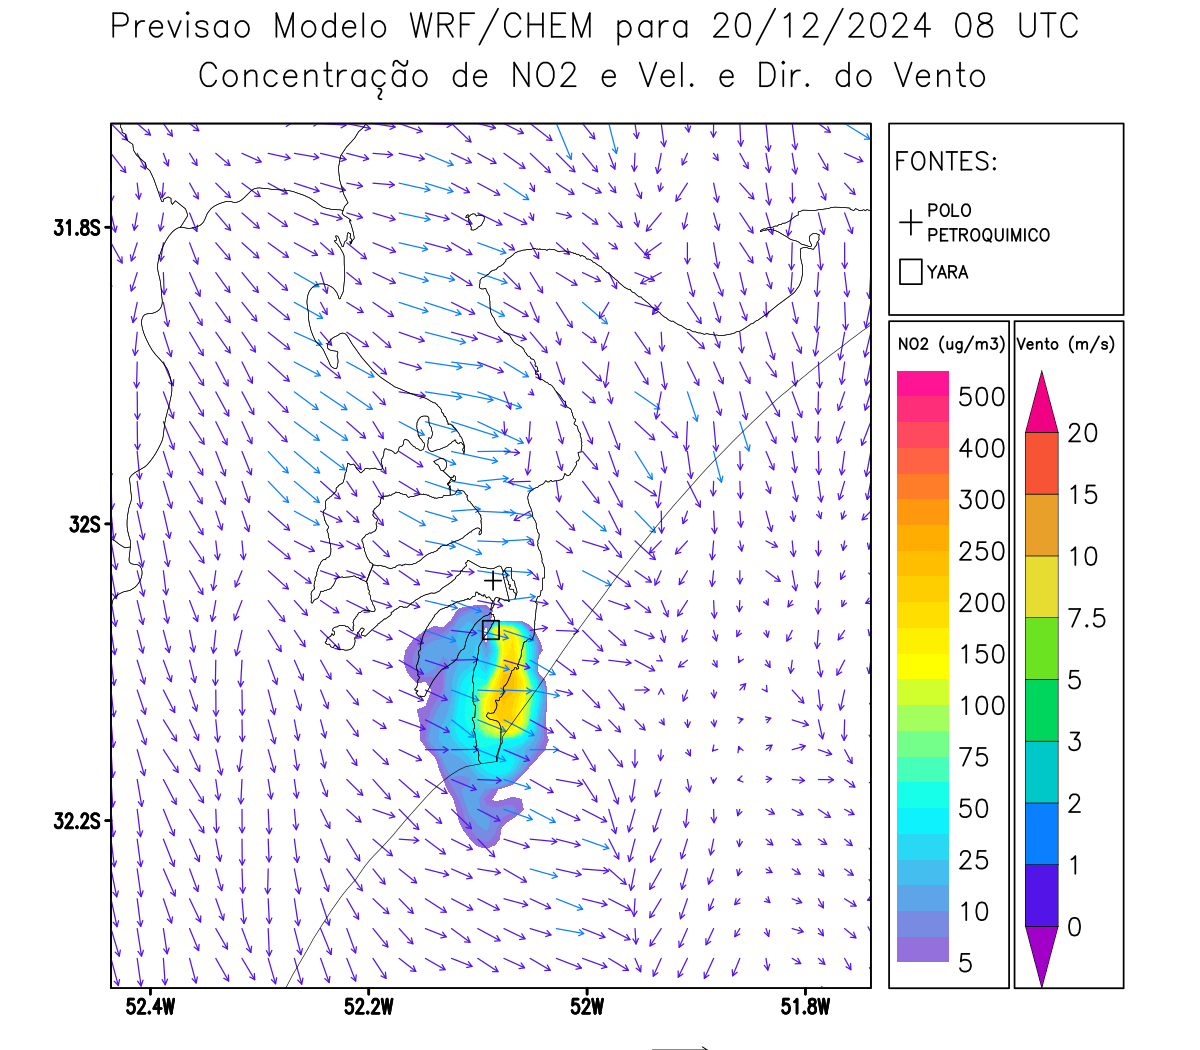 Previsao Modelo WRF/CHEM para 20/12/2024 08 UTC
Concentração de NO2 e Vel. e Dir. do Vento
FONTES:
POLO
PETROQUIMICO
YARA
NO2 (ug/m3)
500
400
300
250
200
150
100
75
50
25
10
5
Vento (m/s)
20
15
10
7.5
5
3
2
1
0
31.8S
32S
32.2S
52.4W
52.2W
52W
51.8W